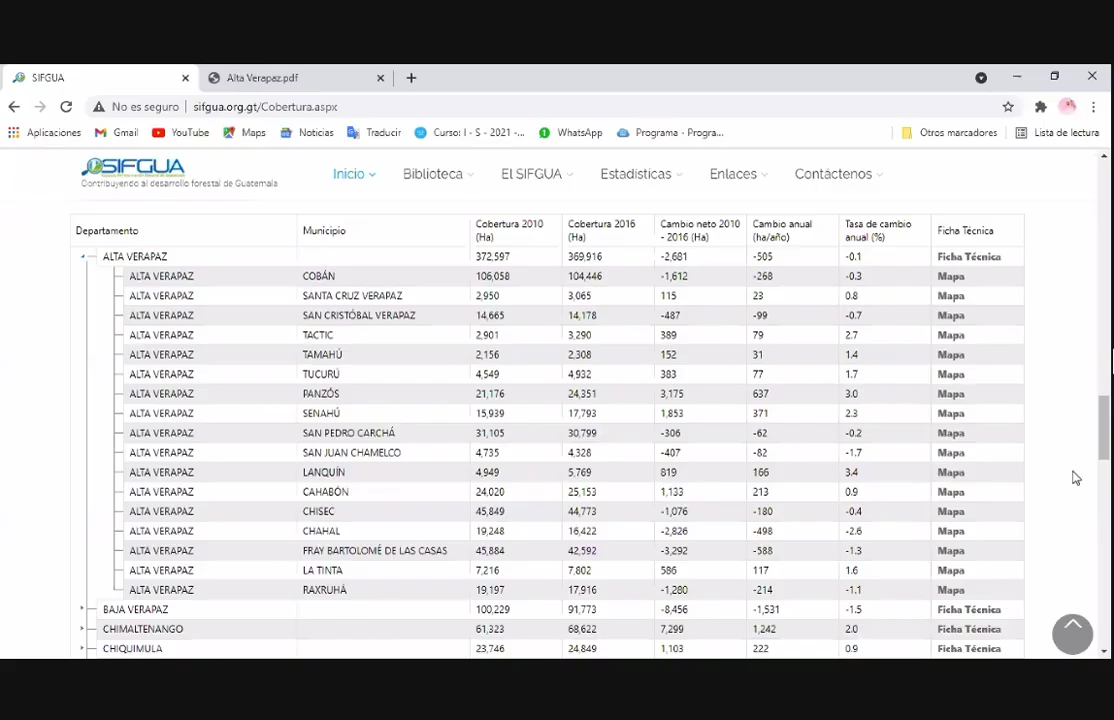 SIFGUA
Alta Verapaz.pdf
No es seguro | sifgua.org.gt/Cobertura.aspx
Aplicaciones Gmail YouTube Maps Noticias Traducir Curso: I - S - 2021 -... WhatsApp Programa - Progra... Otros marcadores Lista de lectura
SIFGUA
Contribuyendo al desarrollo forestal de Guatemala
Inicio Biblioteca El SIFGUA Estadísticas Enlaces Contáctenos
Departamento Municipio Cobertura 2010 (Ha) Cobertura 2016 (Ha) Cambio neto 2010 - 2016 (Ha) Cambio anual (ha/año) Tasa de cambio anual (%) Ficha Técnica
ALTA VERAPAZ 372,597 369,916 -2,681 -505 -0.1 Ficha Técnica
ALTA VERAPAZ COBÁN 106,058 104,446 -1,612 -268 -0.3 Mapa
ALTA VERAPAZ SANTA CRUZ VERAPAZ 2,950 3,065 115 23 0.8 Mapa
ALTA VERAPAZ SAN CRISTÓBAL VERAPAZ 14,665 14,178 -487 -99 -0.7 Mapa
ALTA VERAPAZ TACTIC 2,901 3,290 389 79 2.7 Mapa
ALTA VERAPAZ TAMAHÚ 2,156 2,308 152 31 1.4 Mapa
ALTA VERAPAZ TUCURÚ 4,549 4,932 383 77 1.7 Mapa
ALTA VERAPAZ PANZÓS 21,176 24,351 3,175 637 3.0 Mapa
ALTA VERAPAZ SENAHÚ 15,939 17,793 1,853 371 2.3 Mapa
ALTA VERAPAZ SAN PEDRO CARCHÁ 31,105 30,799 -306 -62 -0.2 Mapa
ALTA VERAPAZ SAN JUAN CHAMELCO 4,735 4,328 -407 -82 -1.7 Mapa
ALTA VERAPAZ LANQUÍN 4,949 5,769 819 166 3.4 Mapa
ALTA VERAPAZ CAHABÓN 24,020 25,153 1,133 213 0.9 Mapa
ALTA VERAPAZ CHISEC 45,849 44,773 -1,076 -180 -0.4 Mapa
ALTA VERAPAZ CHAHAL 19,248 16,422 -2,826 -498 -2.6 Mapa
ALTA VERAPAZ FRAY BARTOLOMÉ DE LAS CASAS 45,884 42,592 -3,292 -588 -1.3 Mapa
ALTA VERAPAZ LA TINTA 7,216 7,802 586 117 1.6 Mapa
ALTA VERAPAZ RAXRUHÁ 19,197 17,916 -1,280 -214 -1.1 Mapa
BAJA VERAPAZ 100,229 91,773 -8,456 -1,531 -1.5 Ficha Técnica
CHIMALTENANGO 61,323 68,622 7,299 1,242 2.0 Ficha Técnica
CHIQUIMULA 23,746 24,849 1,103 222 0.9 Ficha Técnica